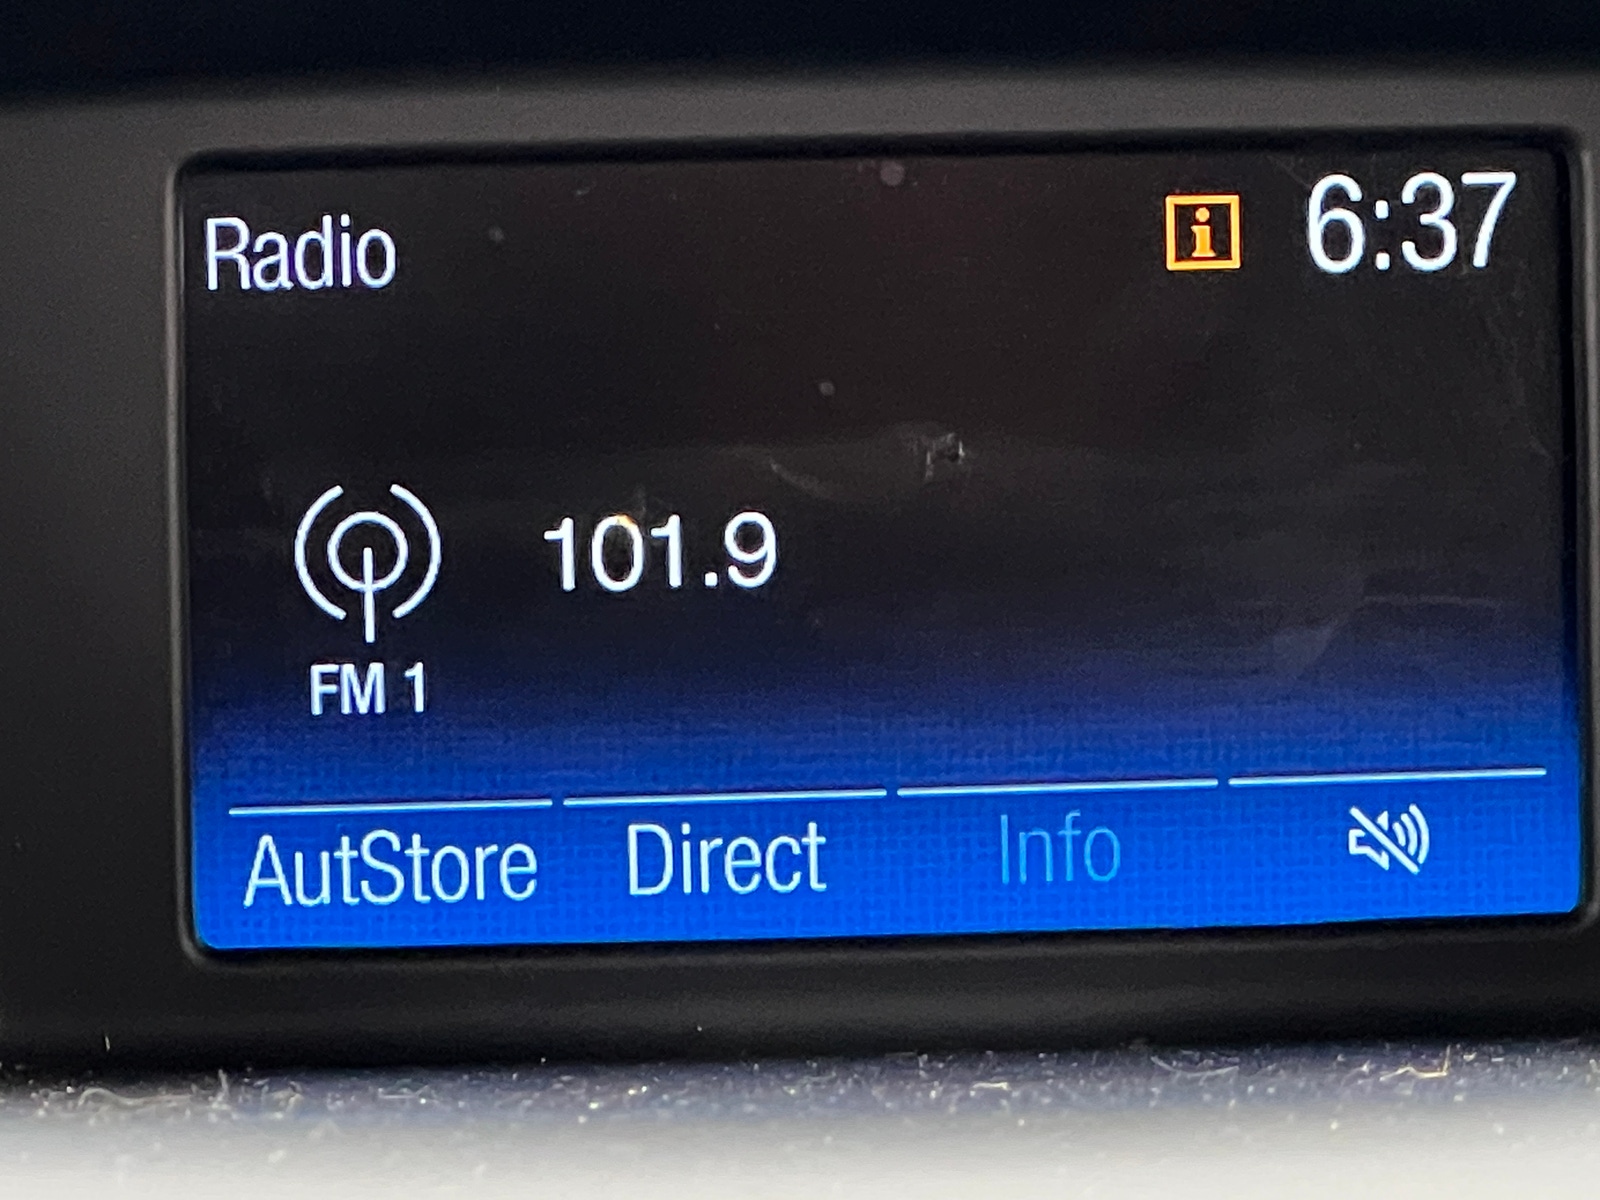 Radio
i 6:37
101.9
FM 1
AutStore Direct Info